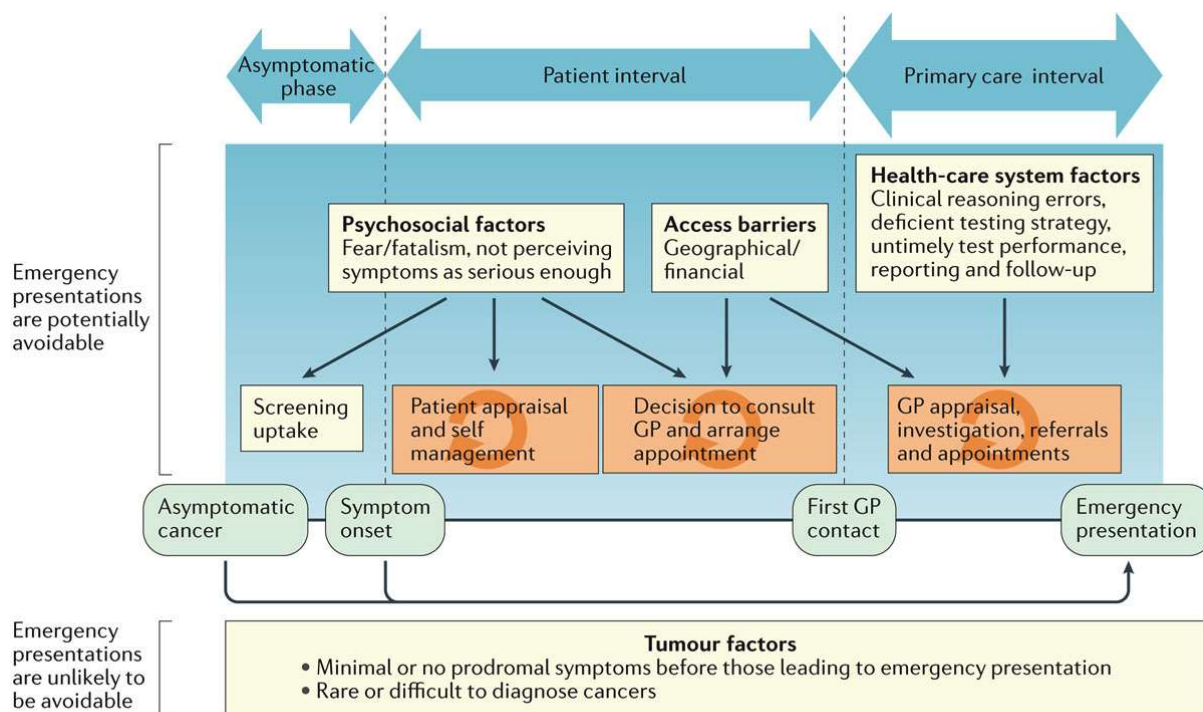 Asymptomatic
phase
Patient interval
Primary care interval
Emergency
presentations
are potentially
avoidable
Psychosocial factors
Fear/fatalism, not perceiving
symptoms as serious enough
Access barriers
Geographical/
financial
Health-care system factors
Clinical reasoning errors,
deficient testing strategy,
untimely test performance,
reporting and follow-up
Screening
uptake
Patient appraisal
and self
management
Decision to consult
GP and arrange
appointment
GP appraisal,
investigation, referrals
and appointments
Asymptomatic
cancer
Symptom
onset
First GP
contact
Emergency
presentation
Emergency
presentations
are unlikely to
be avoidable
Tumour factors
• Minimal or no prodromal symptoms before those leading to emergency presentation
• Rare or difficult to diagnose cancers